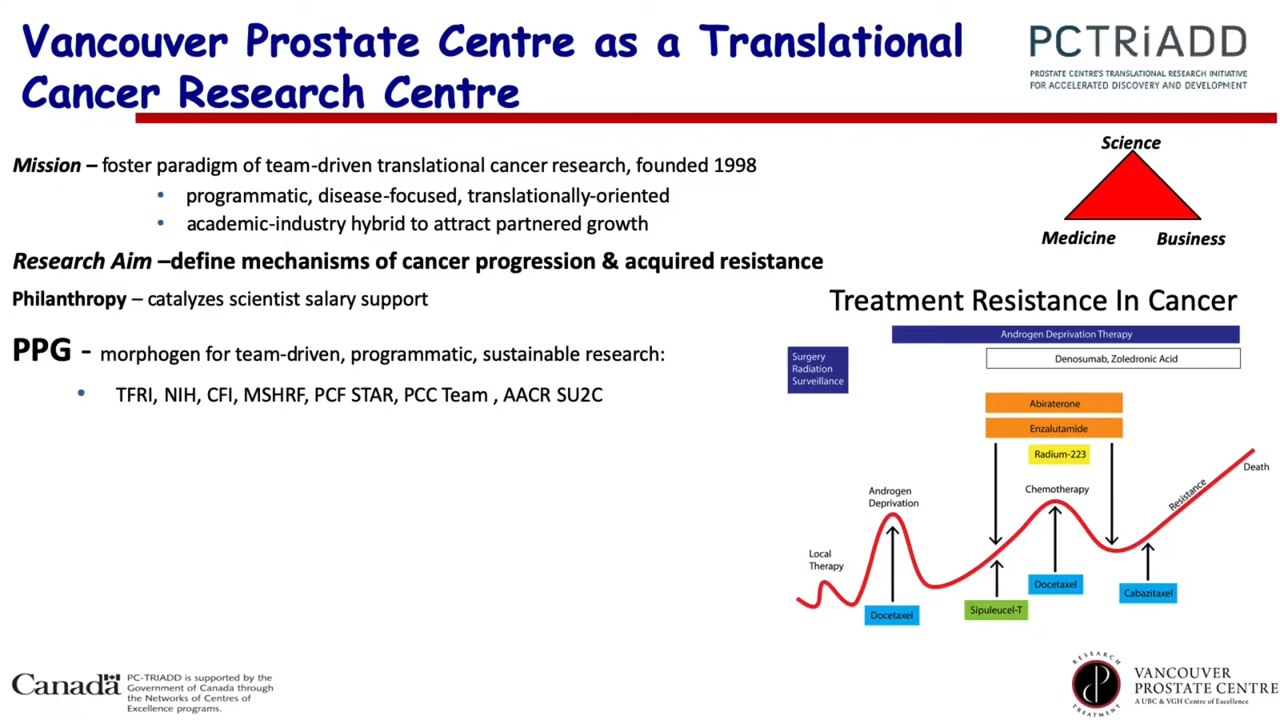 Vancouver Prostate Centre as a Translational
Cancer Research Centre
PCTRiADD
PROSTATE CENTRE'S TRANSLATIONAL RESEARCH INITIATIVE
FOR ACCELERATED DISCOVERY AND DEVELOPMENT
Mission – foster paradigm of team-driven translational cancer research, founded 1998
• programmatic, disease-focused, translationally-oriented
• academic-industry hybrid to attract partnered growth
Research Aim –define mechanisms of cancer progression & acquired resistance
Philanthropy – catalyzes scientist salary support
PPG - morphogen for team-driven, programmatic, sustainable research:
• TFRI, NIH, CFI, MSHRF, PCF STAR, PCC Team , AACR SU2C
Science
Medicine
Business
Treatment Resistance In Cancer
Androgen Deprivation Therapy
Surgery
Radiation
Surveillance
Denosumab, Zoledronic Acid
Abiraterone
Enzalutamide
Radium-223
Chemotherapy
Androgen
Deprivation
Local
Therapy
Resistance
Death
Docetaxel
Sipuleucel-T
Docetaxel
Cabazitaxel
Canada
PC-TRIADD is supported by the
Government of Canada through
the Networks of Centres of
Excellence programs.
RESEARCH
TREATMENT
VANCOUVER
PROSTATE CENTRE
A UBC & VGH Centre of Excellence